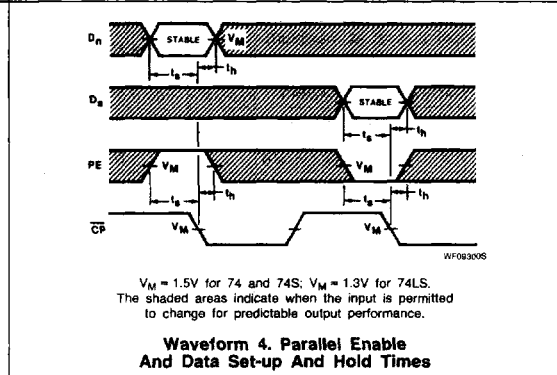 Dn STABLE VM
ts th
Ds STABLE
ts th
PE VM VM
ts th ts th
CP VM VM
WF09300S
VM = 1.5V for 74 and 74S; VM = 1.3V for 74LS.
The shaded areas indicate when the input is permitted
to change for predictable output performance.
Waveform 4. Parallel Enable
And Data Set-up And Hold Times